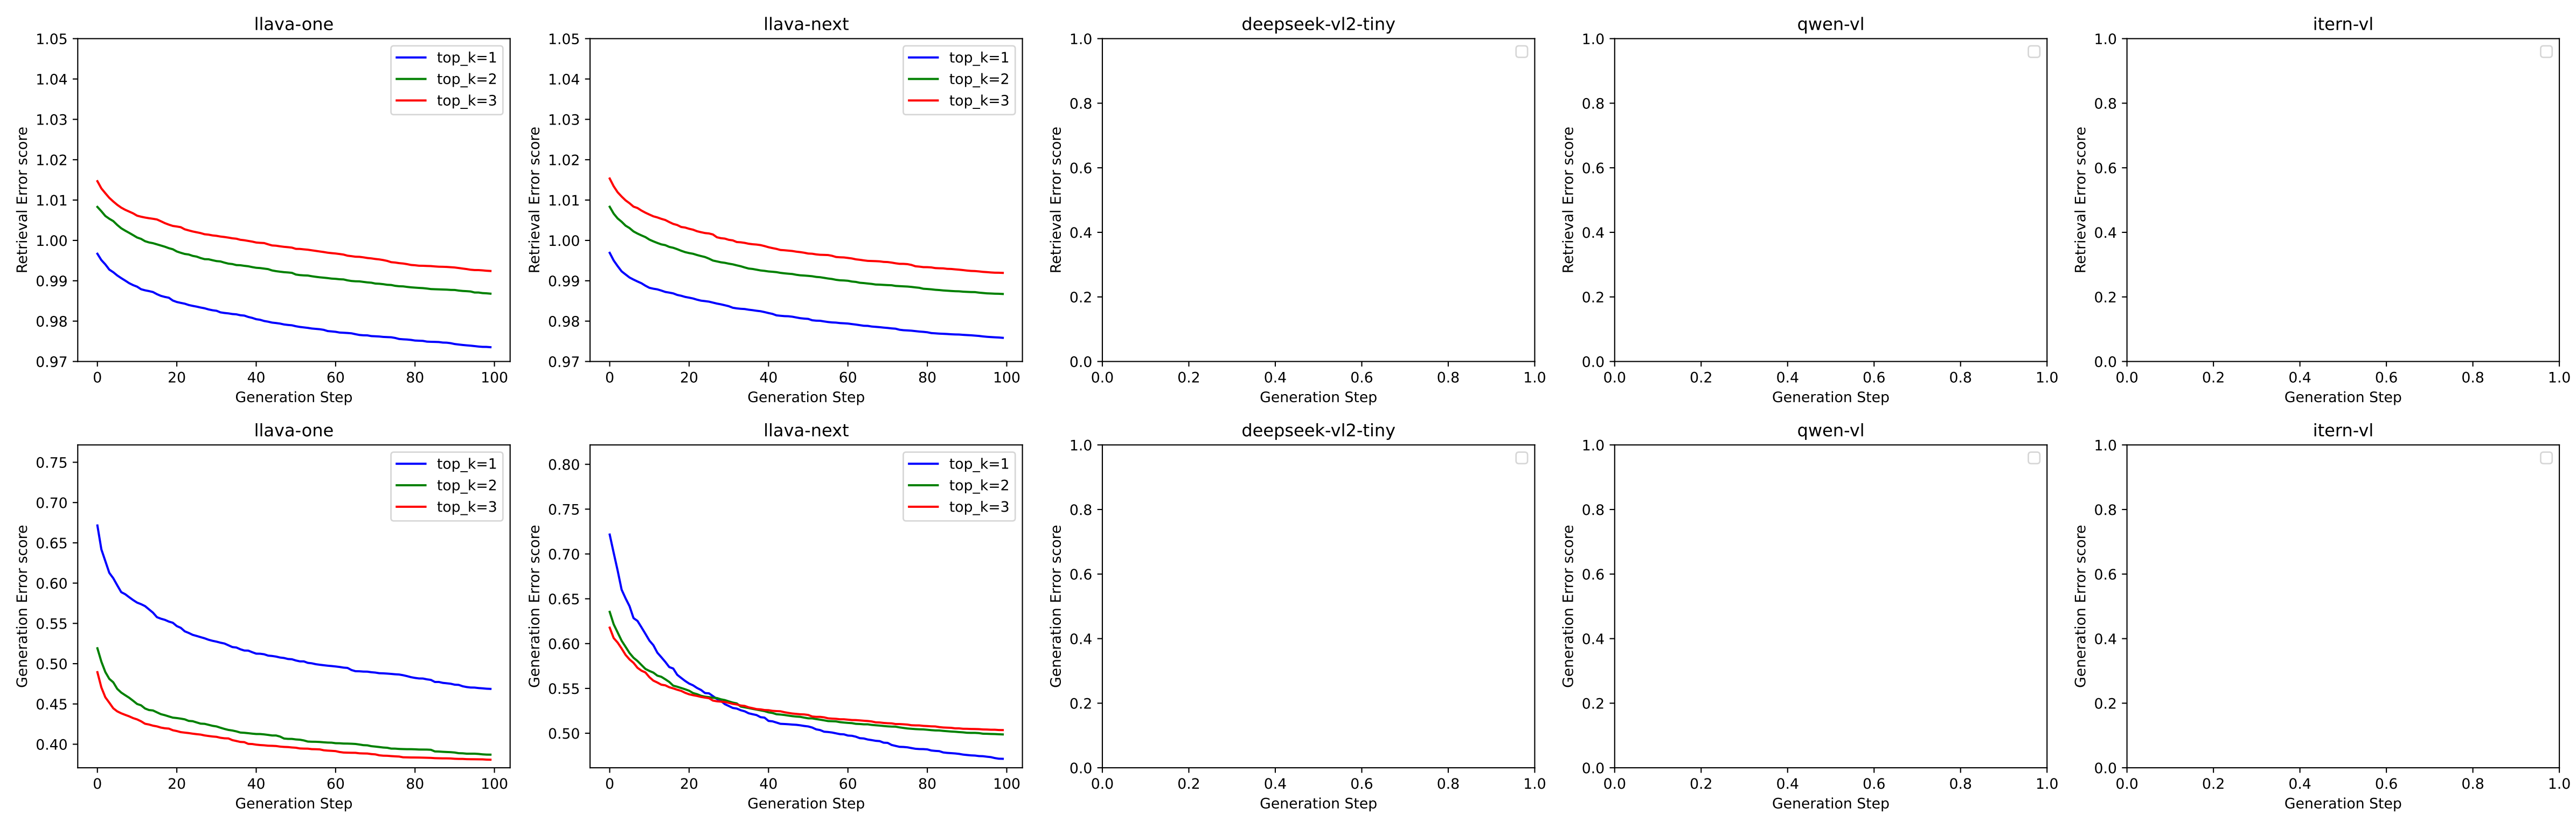 llava-one
1.05
1.04
1.03
1.02
1.01
1.00
0.99
0.98
0.97
Retrieval Error score
top_k=1
top_k=2
top_k=3
0 20 40 60 80 100
Generation Step
llava-next
1.05
1.04
1.03
1.02
1.01
1.00
0.99
0.98
0.97
Retrieval Error score
top_k=1
top_k=2
top_k=3
0 20 40 60 80 100
Generation Step
deepseek-vl2-tiny
1.0
0.8
0.6
0.4
0.2
0.0
Retrieval Error score
0.0 0.2 0.4 0.6 0.8 1.0
Generation Step
qwen-vl
1.0
0.8
0.6
0.4
0.2
0.0
Retrieval Error score
0.0 0.2 0.4 0.6 0.8 1.0
Generation Step
itern-vl
1.0
0.8
0.6
0.4
0.2
0.0
Retrieval Error score
0.0 0.2 0.4 0.6 0.8 1.0
Generation Step
llava-one
0.75
0.70
0.65
0.60
0.55
0.50
0.45
0.40
Generation Error score
top_k=1
top_k=2
top_k=3
0 20 40 60 80 100
Generation Step
llava-next
0.80
0.75
0.70
0.65
0.60
0.55
0.50
Generation Error score
top_k=1
top_k=2
top_k=3
0 20 40 60 80 100
Generation Step
deepseek-vl2-tiny
1.0
0.8
0.6
0.4
0.2
0.0
Generation Error score
0.0 0.2 0.4 0.6 0.8 1.0
Generation Step
qwen-vl
1.0
0.8
0.6
0.4
0.2
0.0
Generation Error score
0.0 0.2 0.4 0.6 0.8 1.0
Generation Step
itern-vl
1.0
0.8
0.6
0.4
0.2
0.0
Generation Error score
0.0 0.2 0.4 0.6 0.8 1.0
Generation Step